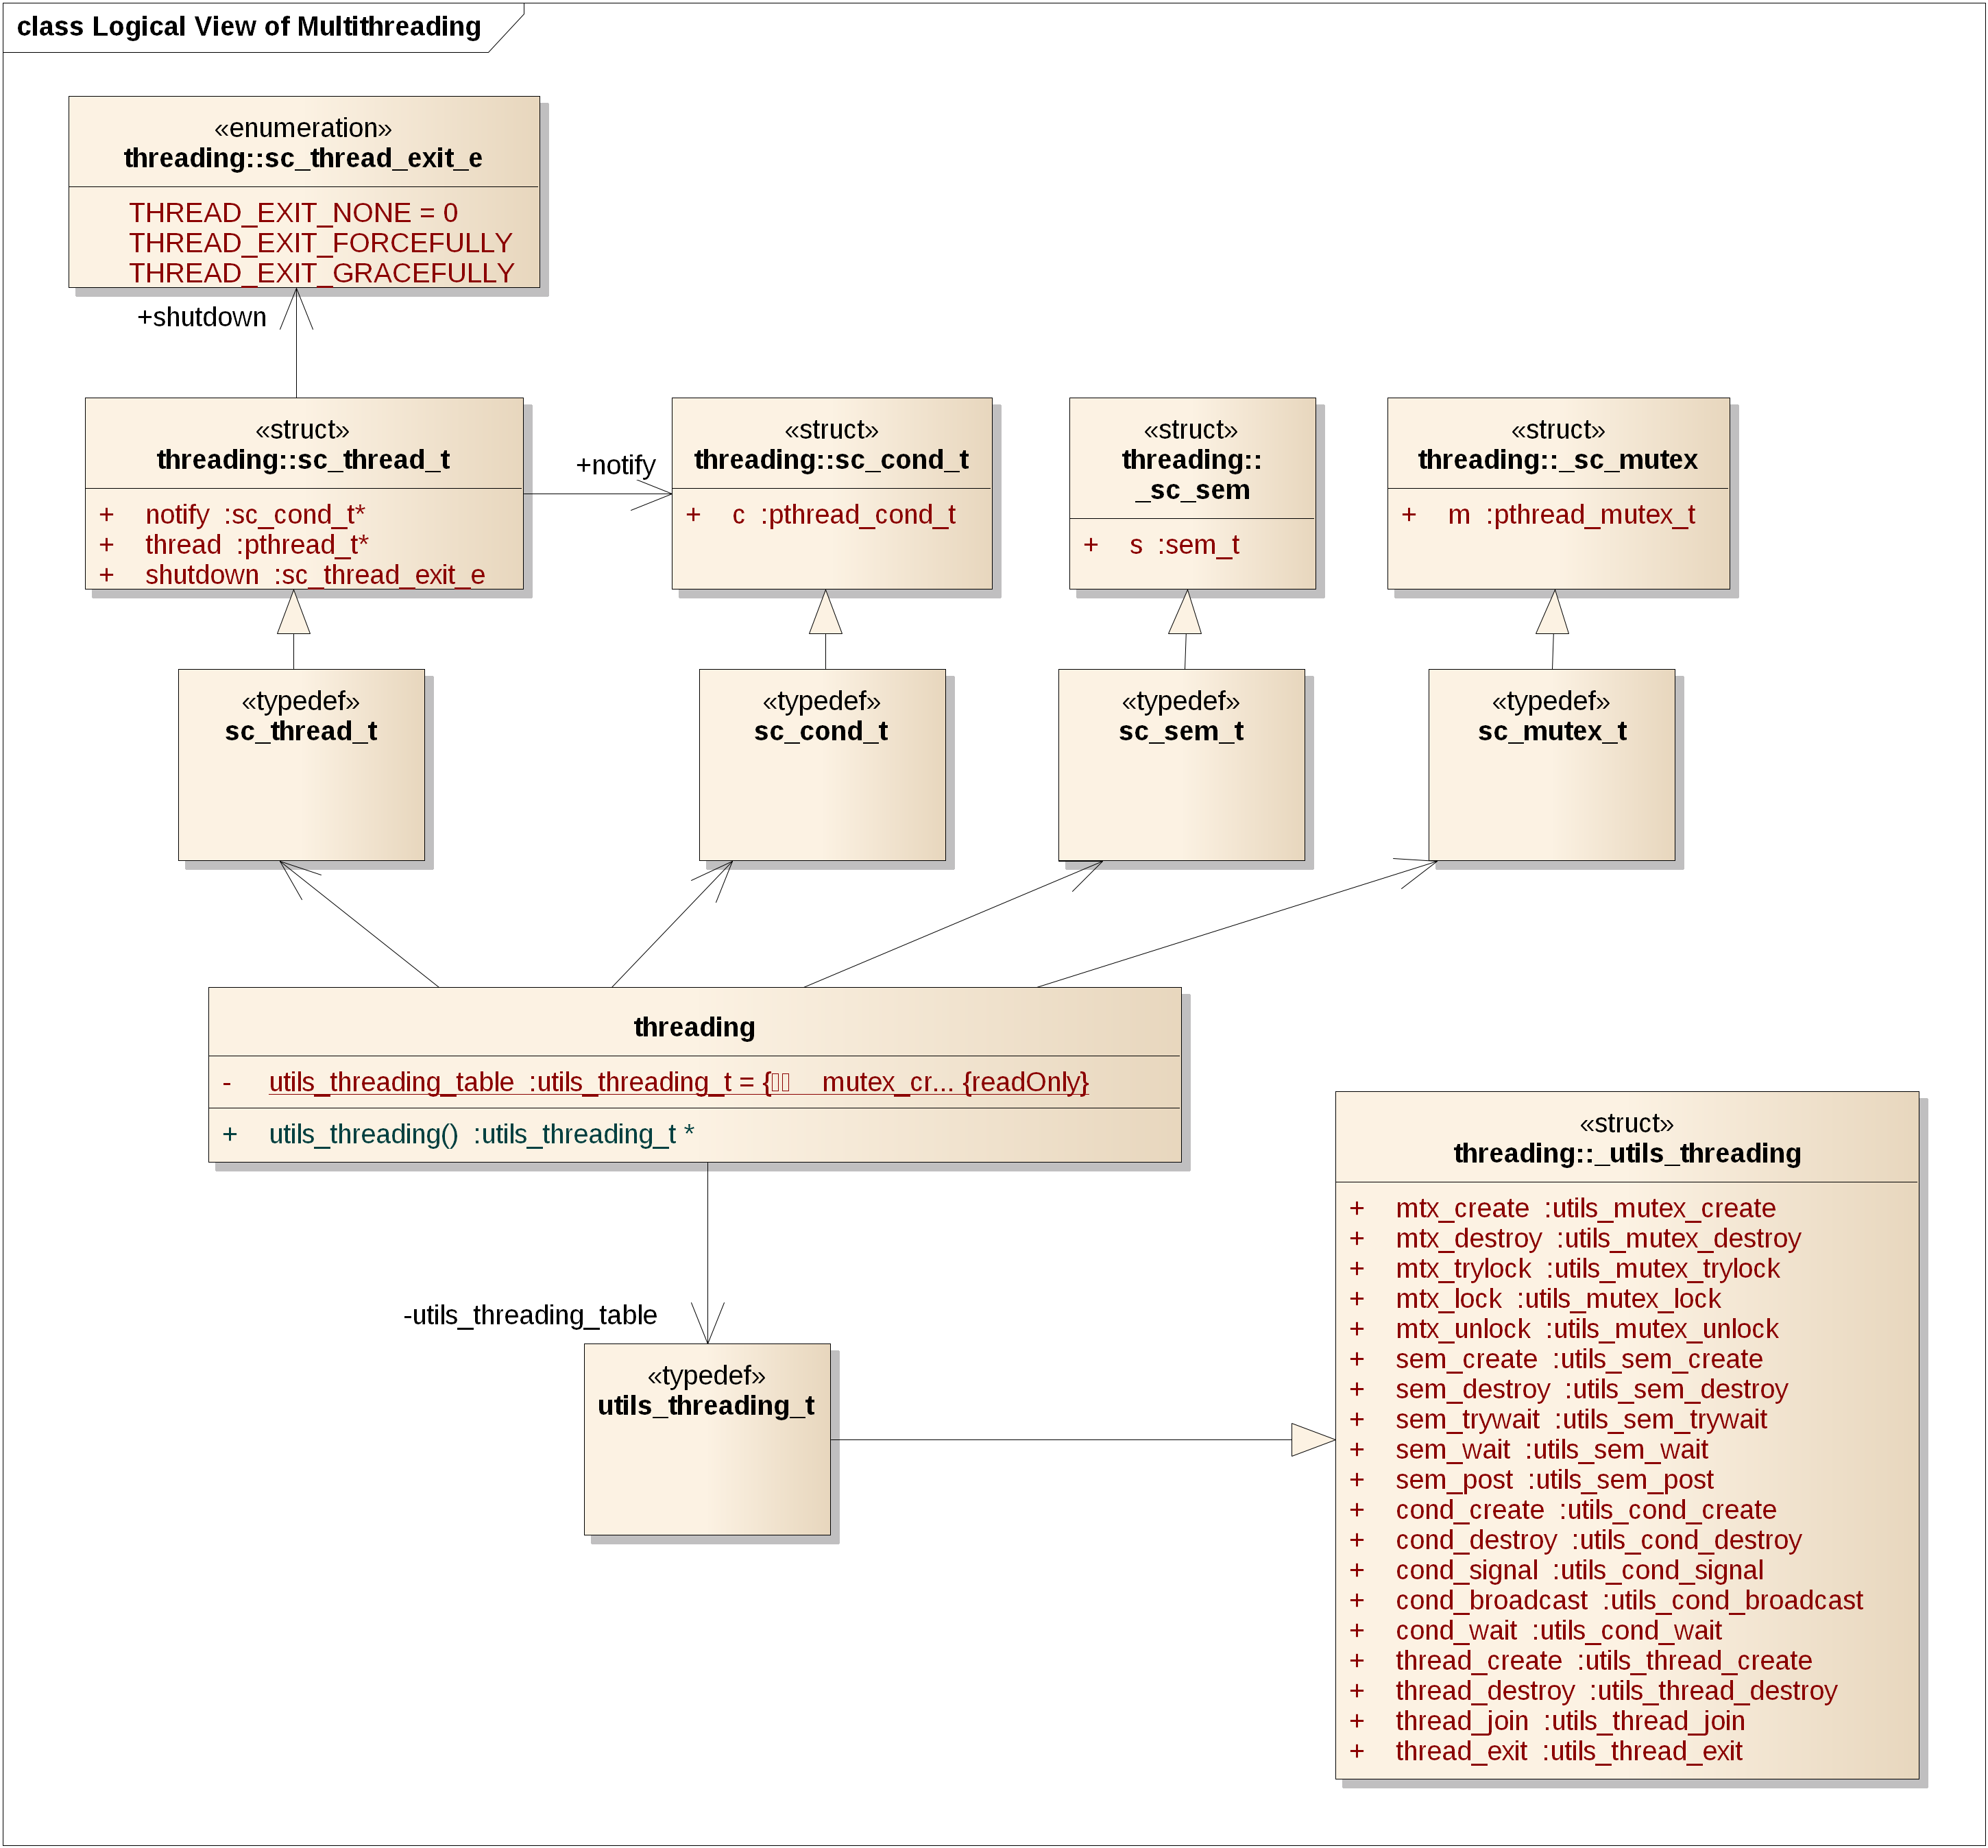 class Logical View of Multithreading
«enumeration»
threading::sc_thread_exit_e
THREAD_EXIT_NONE = 0
THREAD_EXIT_FORCEFULLY
THREAD_EXIT_GRACEFULLY
+shutdown
«struct»
threading::sc_thread_t
+ notify :sc_cond_t*
+ thread :pthread_t*
+ shutdown :sc_thread_exit_e
+notify
«struct»
threading::sc_cond_t
+ c :pthread_cond_t
«struct»
threading::
_sc_sem
+ s :sem_t
«struct»
threading::_sc_mutex
+ m :pthread_mutex_t
«typedef»
sc_thread_t
«typedef»
sc_cond_t
«typedef»
sc_sem_t
«typedef»
sc_mutex_t
threading
- utils_threading_table :utils_threading_t = {▯▯ mutex_cr... {readOnly}
+ utils_threading() :utils_threading_t *
-utils_threading_table
«typedef»
utils_threading_t
«struct»
threading::_utils_threading
+ mtx_create :utils_mutex_create
+ mtx_destroy :utils_mutex_destroy
+ mtx_trylock :utils_mutex_trylock
+ mtx_lock :utils_mutex_lock
+ mtx_unlock :utils_mutex_unlock
+ sem_create :utils_sem_create
+ sem_destroy :utils_sem_destroy
+ sem_trywait :utils_sem_trywait
+ sem_wait :utils_sem_wait
+ sem_post :utils_sem_post
+ cond_create :utils_cond_create
+ cond_destroy :utils_cond_destroy
+ cond_signal :utils_cond_signal
+ cond_broadcast :utils_cond_broadcast
+ cond_wait :utils_cond_wait
+ thread_create :utils_thread_create
+ thread_destroy :utils_thread_destroy
+ thread_join :utils_thread_join
+ thread_exit :utils_thread_exit